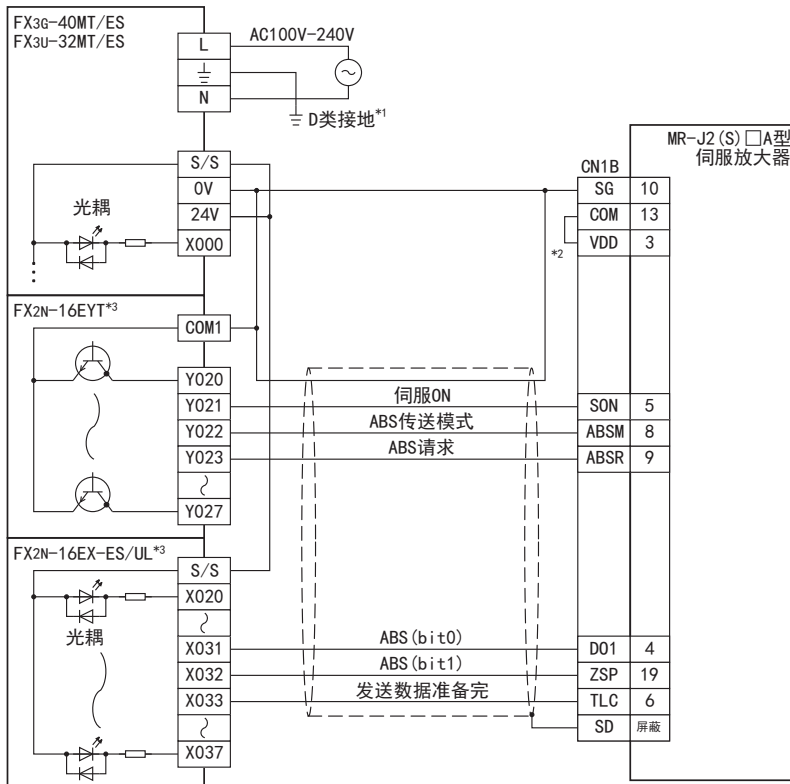 FX3G-40MT/ES
FX3U-32MT/ES
L
AC100V-240V
N
D类接地*1
S/S
0V
24V
X000
光耦
MR-J2(S)□A型
伺服放大器
CN1B
SG 10
COM 13
VDD 3
*2
FX2N-16EYT*3
COM1
Y020
Y021 伺服ON SON 5
Y022 ABS传送模式 ABSM 8
Y023 ABS请求 ABSR 9
Y027
FX2N-16EX-ES/UL*3
S/S
X020
光耦
X031 ABS(bit0) DO1 4
X032 ABS(bit1) ZSP 19
X033 发送数据准备完 TLC 6
SD 屏蔽
X037